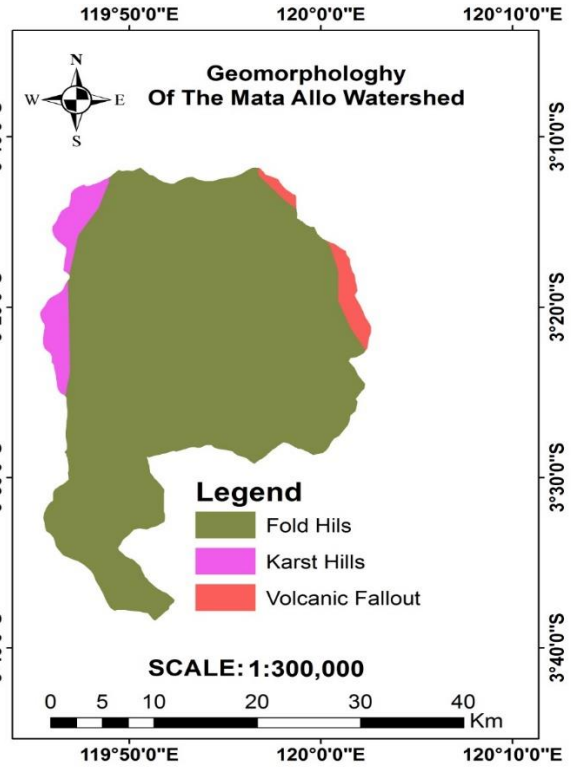 119°50'0"E 120°0'0"E 120°10'0"E
N
W E
S
Geomorphologhy
Of The Mata Allo Watershed
3°10'0"S
3°20'0"S
3°30'0"S
3°40'0"S
Legend
Fold Hils
Karst Hills
Volcanic Fallout
SCALE: 1:300,000
0 5 10 20 30 40
Km
119°50'0"E 120°0'0"E 120°10'0"E